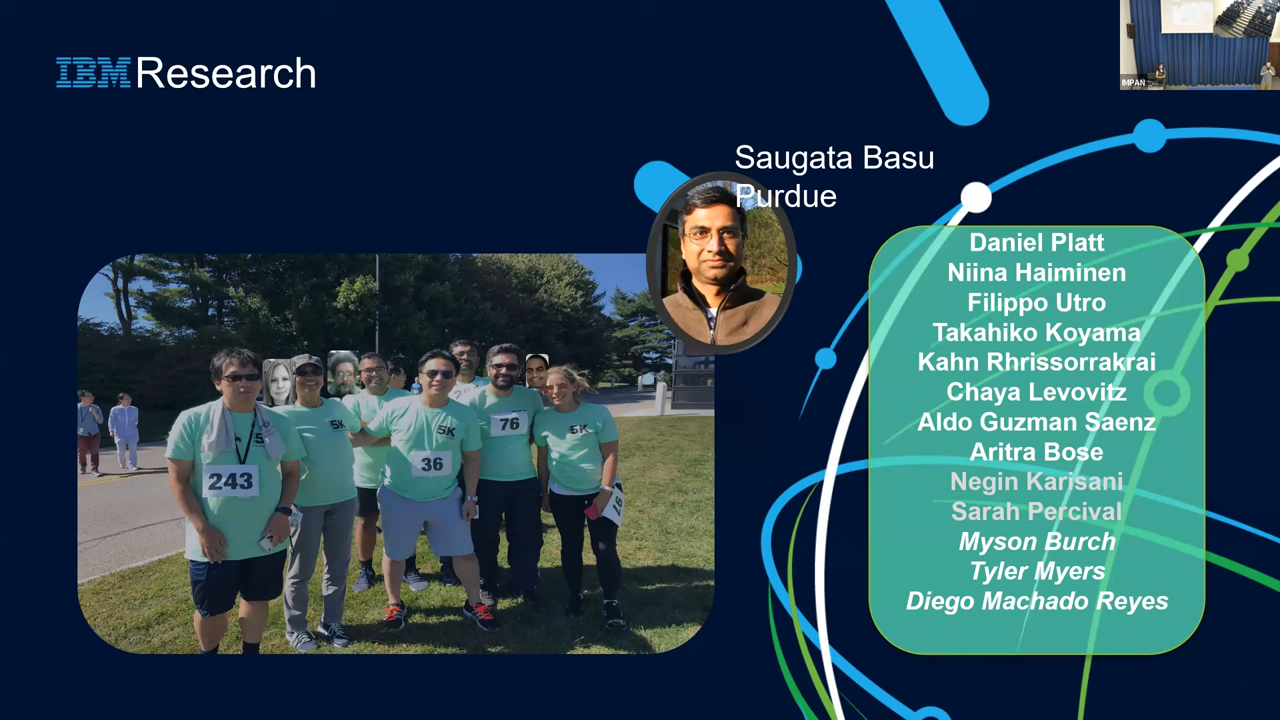 IBM Research
IMPAN
Saugata Basu
Purdue
Daniel Platt
Niina Haiminen
Filippo Utro
Takahiko Koyama
Kahn Rhrissorrakrai
Chaya Levovitz
Aldo Guzman Saenz
Aritra Bose
Negin Karisani
Sarah Percival
Myson Burch
Tyler Myers
Diego Machado Reyes
5K
5K
5K
76
36
243